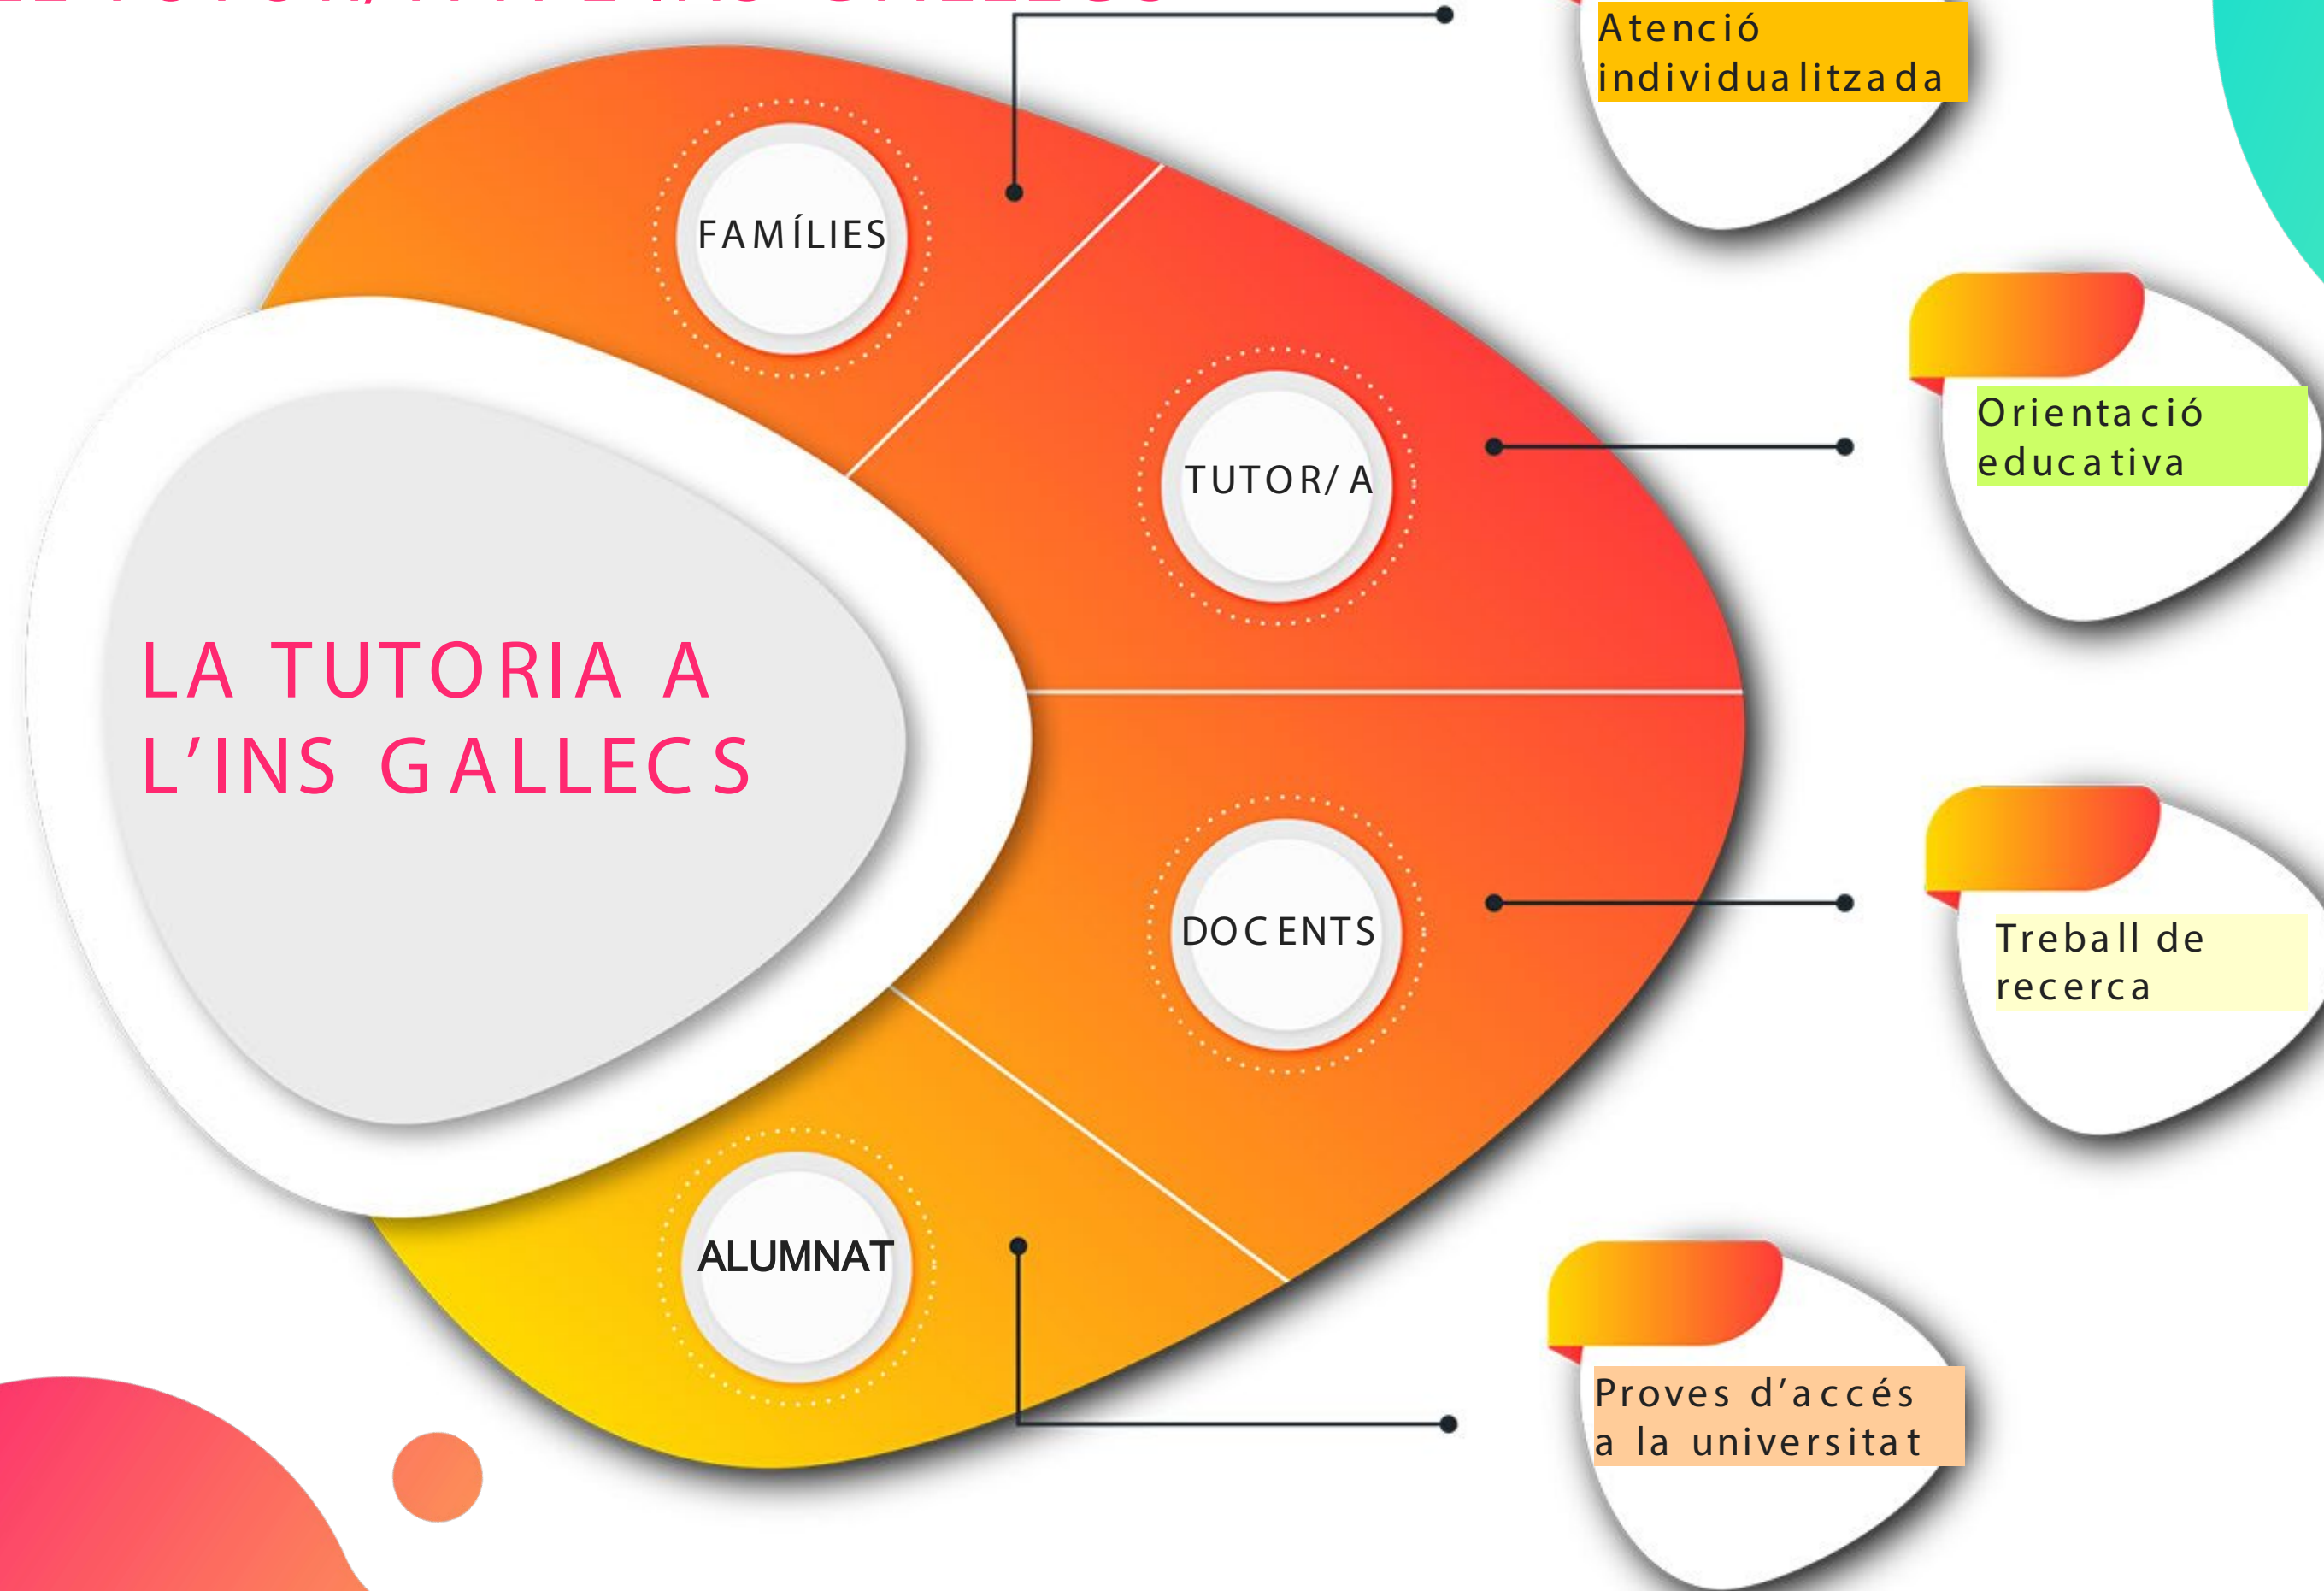 Atenció
individualitzada
FAMÍLIES
Orientació
educativa
TUTOR/A
LA TUTORIA A
L’INS GALLECS
DOCENTS
Treball de
recerca
ALUMNAT
Proves d’accés
a la universitat